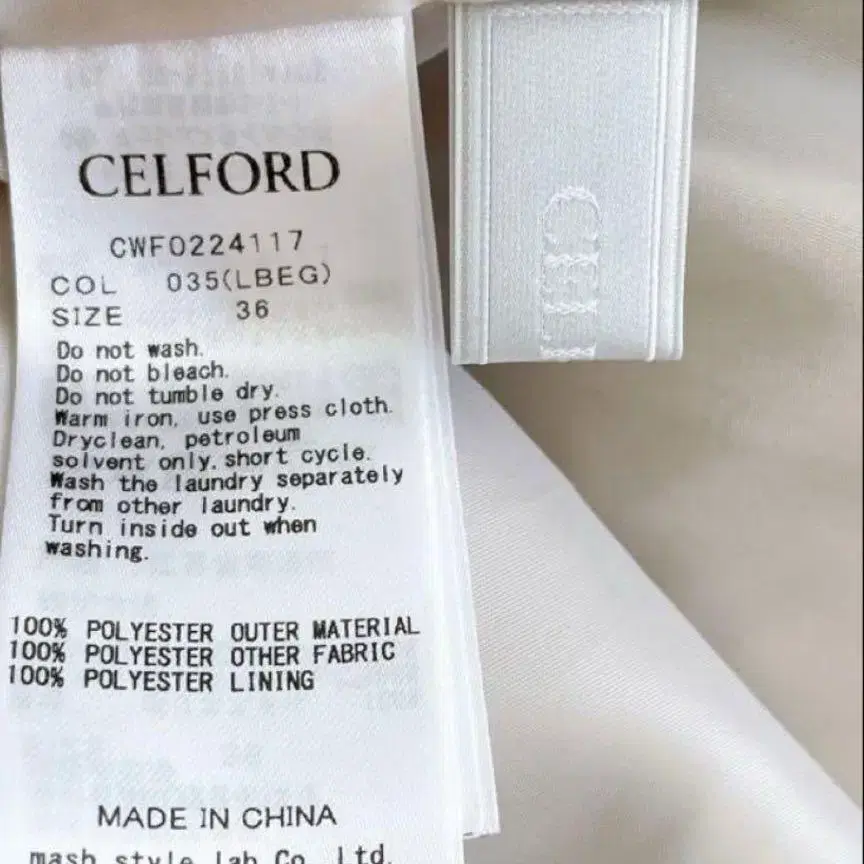 CELFORD
CWF0224117
COL 035(LBEG)
SIZE 36
Do not wash.
Do not bleach.
Do not tumble dry.
Warm iron, use press cloth.
Dryclean, petroleum
solvent only, short cycle.
Wash the laundry separately
from other laundry.
Turn inside out when
washing.
100% POLYESTER OUTER MATERIAL
100% POLYESTER OTHER FABRIC
100% POLYESTER LINING
MADE IN CHINA
mash style lab Co.,Ltd.